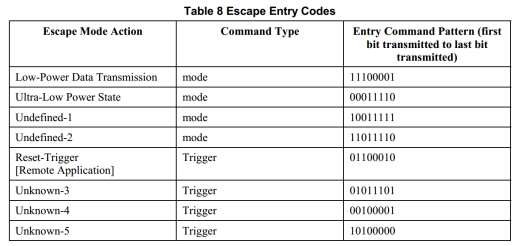 Table 8 Escape Entry Codes
Escape Mode Action Command Type Entry Command Pattern (first
bit transmitted to last bit
transmitted)
Low-Power Data Transmission mode 11100001
Ultra-Low Power State mode 00011110
Undefined-1 mode 10011111
Undefined-2 mode 11011110
Reset-Trigger Trigger 01100010
[Remote Application]
Unknown-3 Trigger 01011101
Unknown-4 Trigger 00100001
Unknown-5 Trigger 10100000